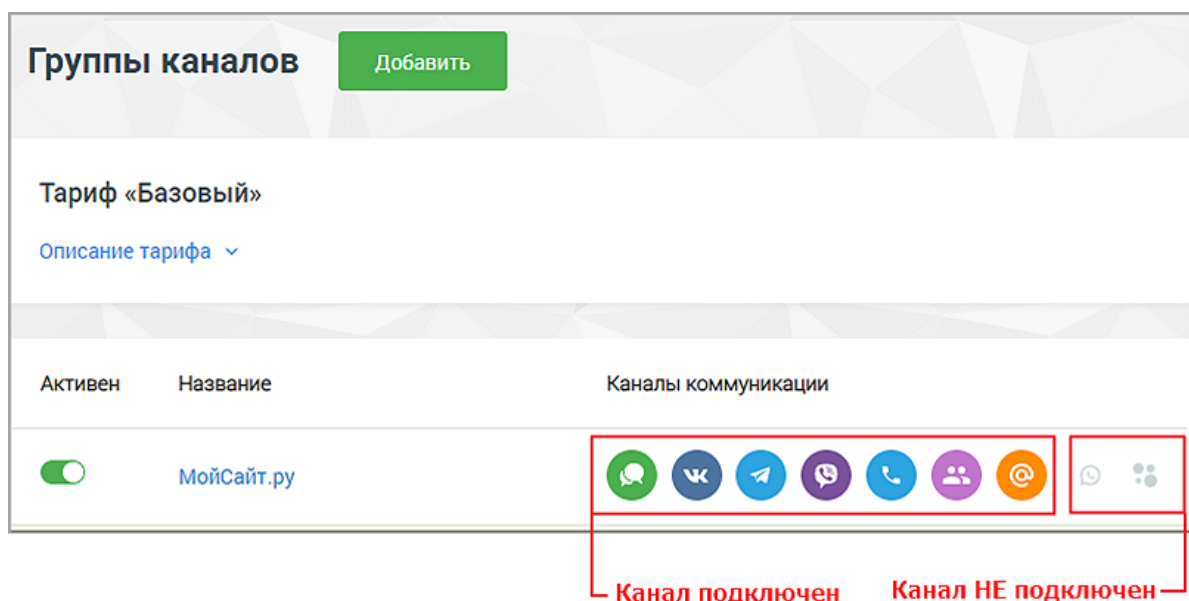 Группы каналов
Добавить
Тариф «Базовый»
Описание тарифа
Активен Название Каналы коммуникации
МойСайт.ру
Канал подключен Канал НЕ подключен